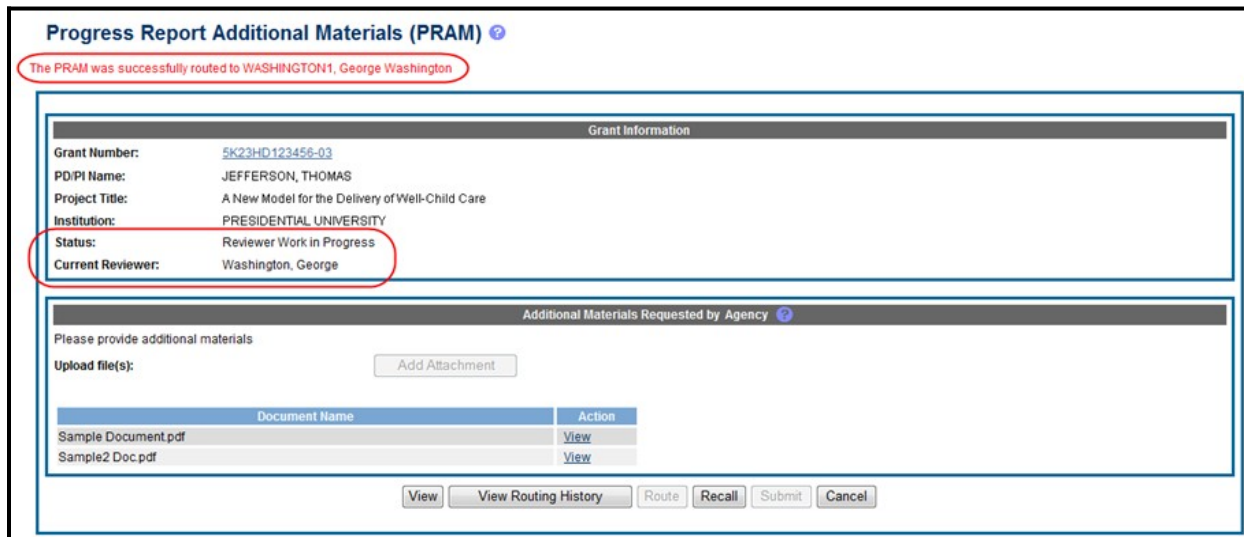 Progress Report Additional Materials (PRAM) ?
The PRAM was successfully routed to WASHINGTON1, George Washington
Grant Information
Grant Number: 5K23HD123456-03
PD/PI Name: JEFFERSON, THOMAS
Project Title: A New Model for the Delivery of Well-Child Care
Institution: PRESIDENTIAL UNIVERSITY
Status: Reviewer Work in Progress
Current Reviewer: Washington, George
Additional Materials Requested by Agency ?
Please provide additional materials
Upload file(s): Add Attachment
Document Name Action
Sample Document.pdf View
Sample2 Doc.pdf View
View View Routing History Route Recall Submit Cancel